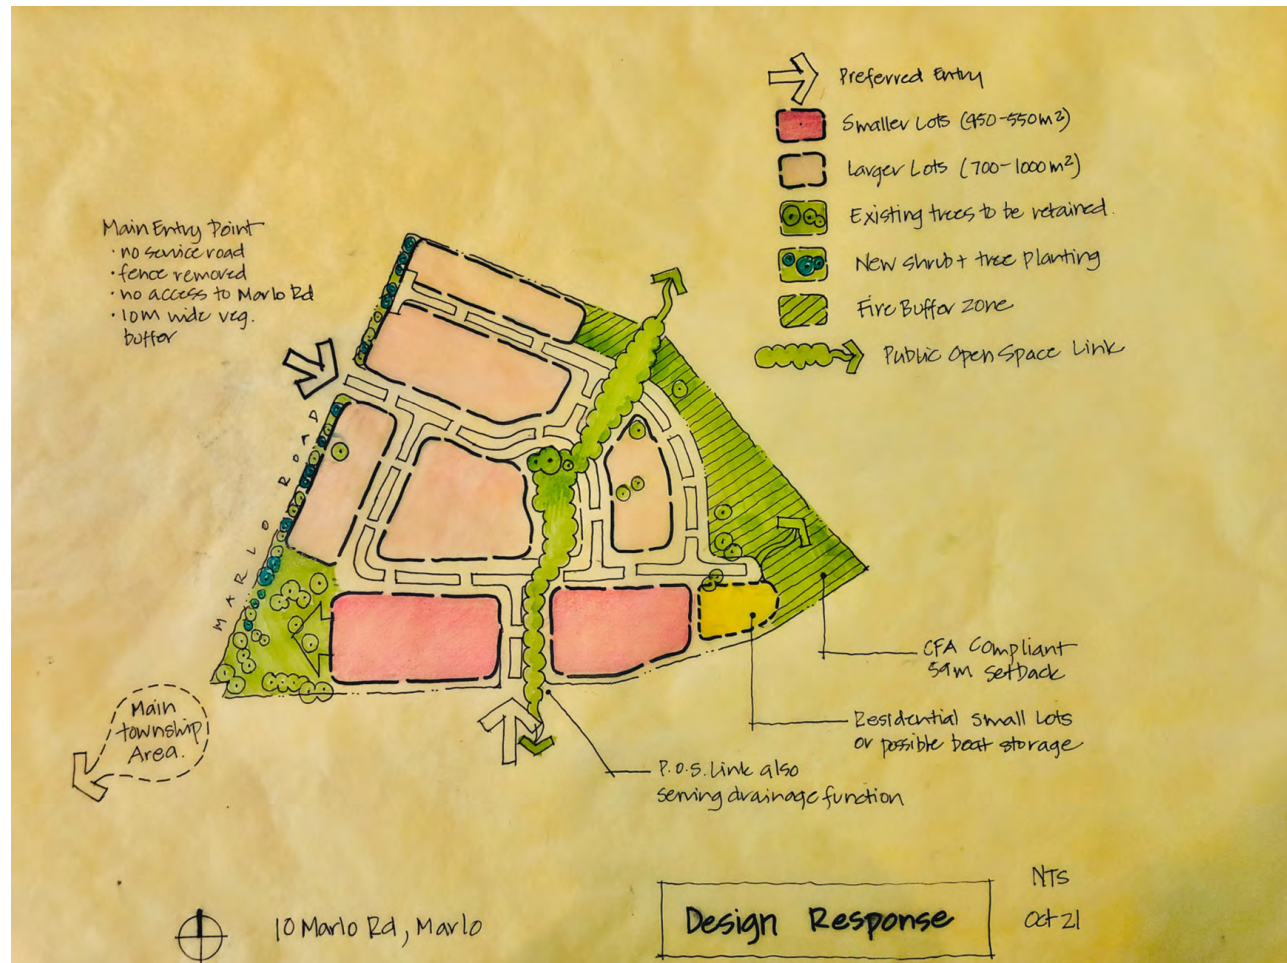 Preferred Entry
Smaller Lots (450-550m²)
Larger Lots (700-1000m²)
Existing trees to be retained.
New shrub + tree planting
Fire Buffer zone
Public Open Space Link
Main Entry Point
· no service road
· fence removed
· no access to Marlo Rd
· 10m wide veg.
buffer
MARLO ROAD
Main
township
Area.
CFA Compliant
59m setback
Residential small lots
or possible boat storage
P.O.S. Link also
serving drainage function
10 Marlo Rd, Marlo
Design Response
NTS
Oct 21